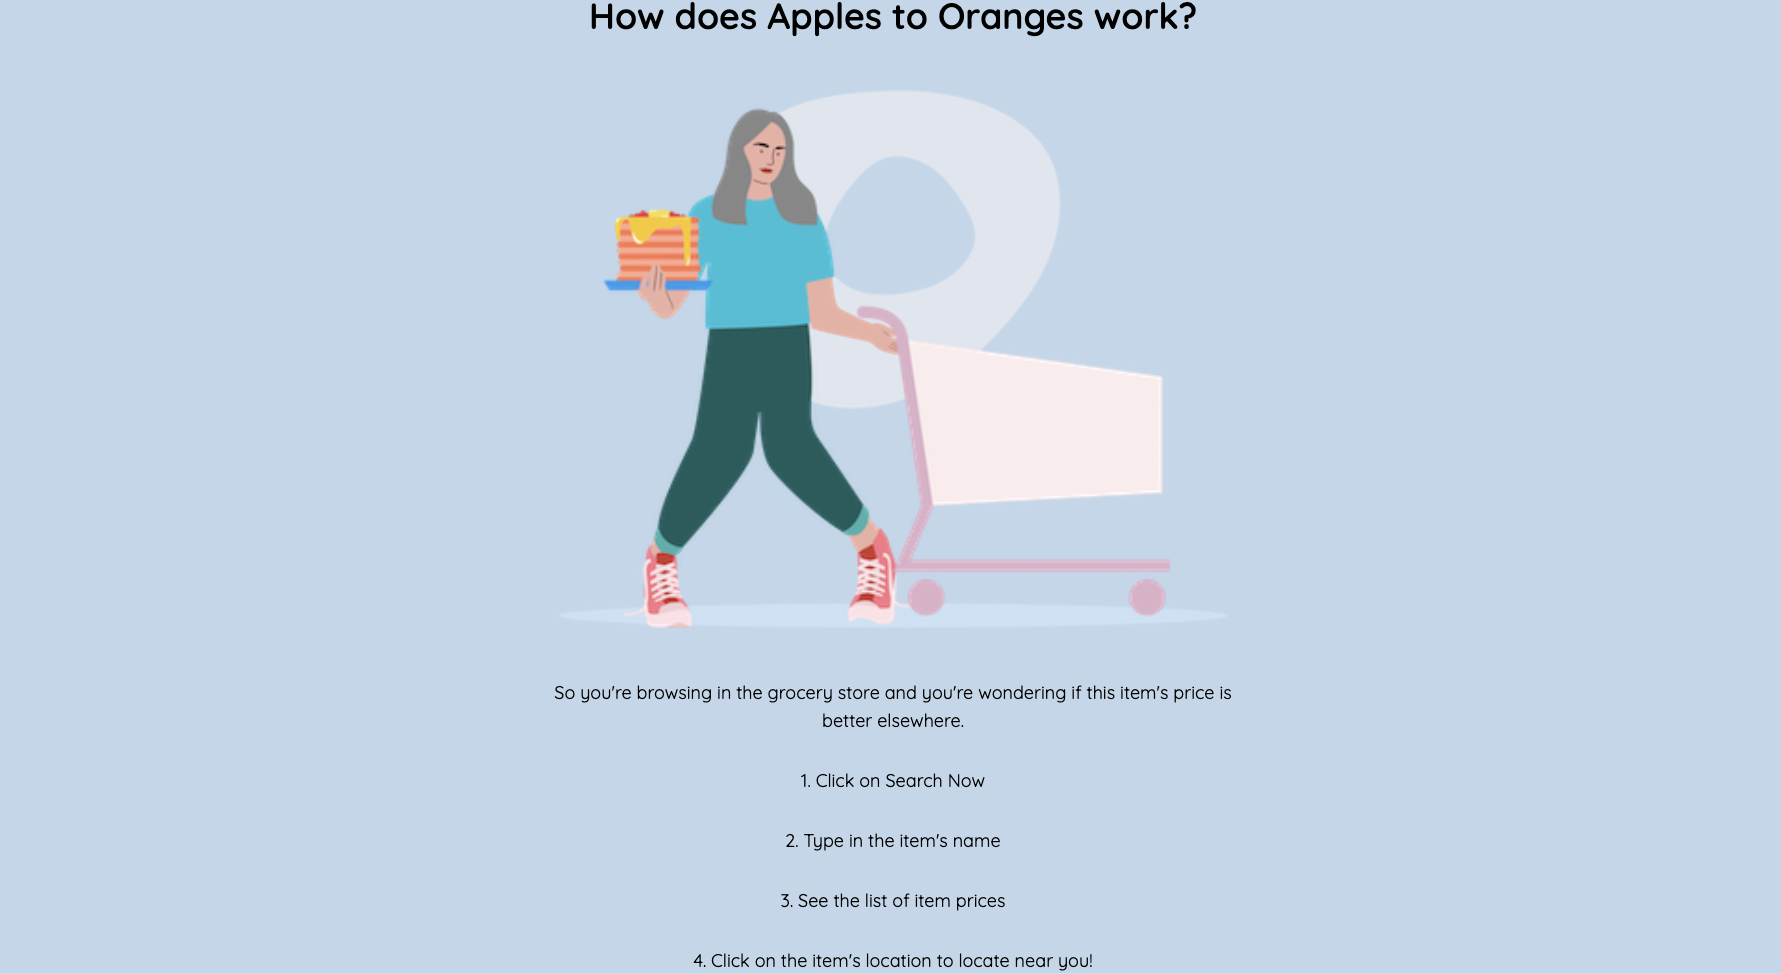 How does Apples to Oranges work?
So you're browsing in the grocery store and you're wondering if this item's price is
better elsewhere.
1. Click on Search Now
2. Type in the item's name
3. See the list of item prices
4. Click on the item's location to locate near you!